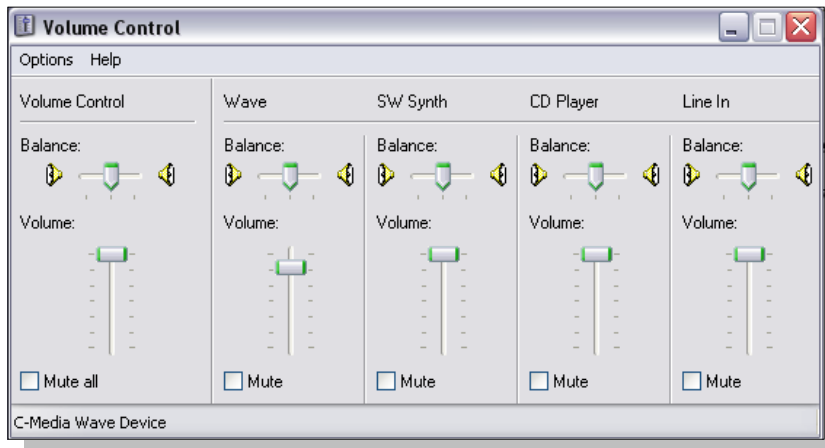 Volume Control
Options Help
Volume Control Wave SW Synth CD Player Line In
Balance: Balance: Balance: Balance: Balance:
Volume: Volume: Volume: Volume: Volume:
Mute all Mute Mute Mute Mute
C-Media Wave Device